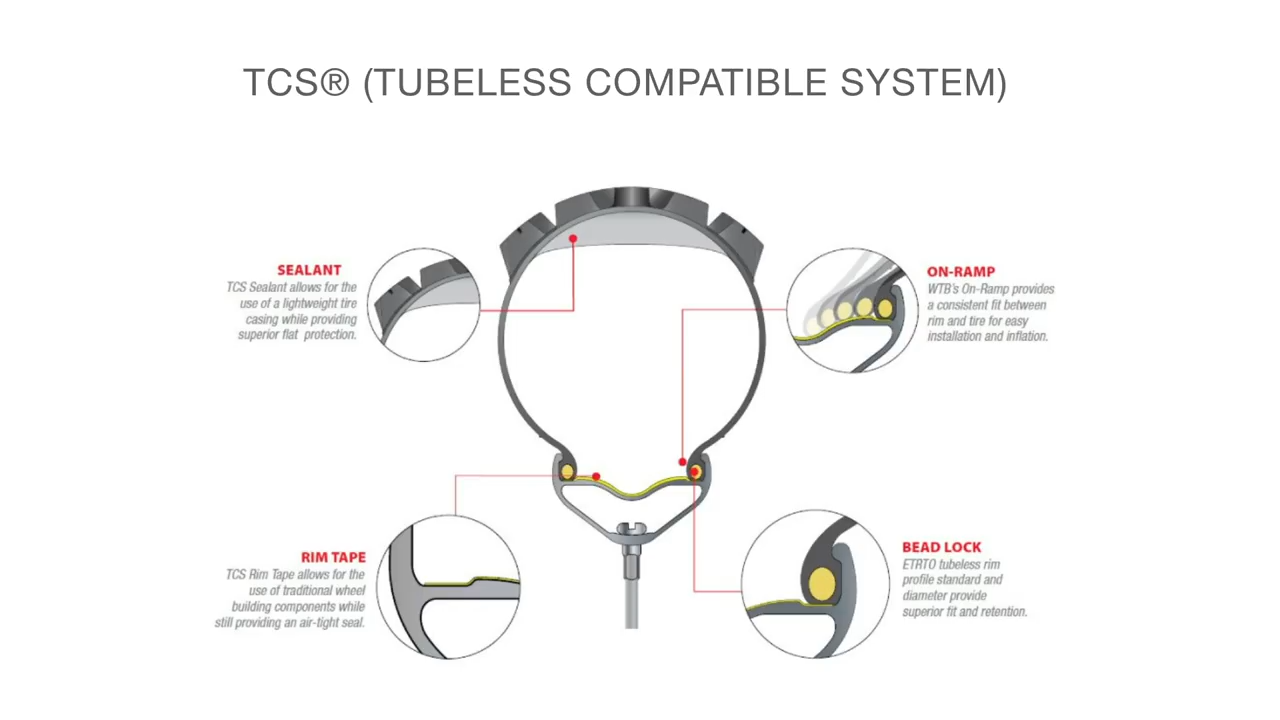 TCS® (TUBELESS COMPATIBLE SYSTEM)
SEALANT
TCS Sealant allows for the
use of a lightweight tire
casing while providing
superior flat protection.
ON-RAMP
WTB's On-Ramp provides
a consistent fit between
rim and tire for easy
installation and inflation.
RIM TAPE
TCS Rim Tape allows for the
use of traditional wheel
building components while
still providing an air-tight seal.
BEAD LOCK
ETRTO tubeless rim
profile standard and
diameter provide
superior fit and retention.